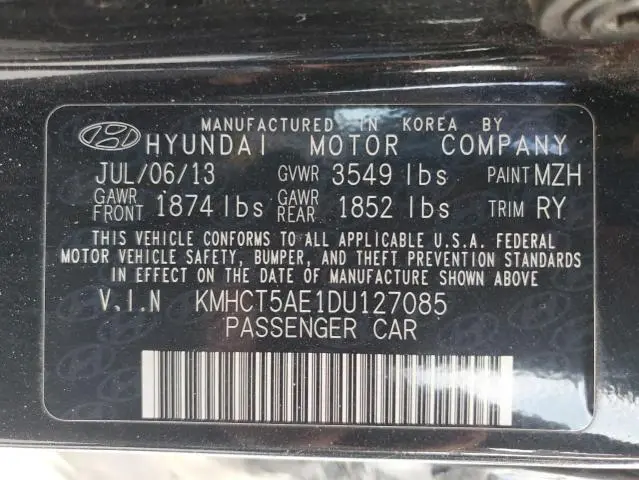 MANUFACTURED IN KOREA BY
HYUNDAI MOTOR COMPANY
JUL/06/13 GVWR 3549 lbs PAINT MZH
GAWR FRONT 1874 lbs GAWR REAR 1852 lbs TRIM RY
THIS VEHICLE CONFORMS TO ALL APPLICABLE U.S.A. FEDERAL
MOTOR VEHICLE SAFETY, BUMPER, AND THEFT PREVENTION STANDARDS
IN EFFECT ON THE DATE OF MANUFACTURE SHOWN ABOVE
V.I.N KMHCT5AE1DU127085
PASSENGER CAR